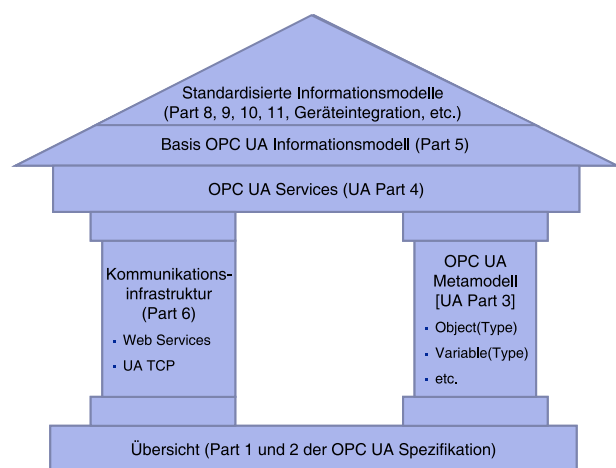 Standardisierte Informationsmodelle
(Part 8, 9, 10, 11, Geräteintegration, etc.)
Basis OPC UA Informationsmodell (Part 5)
OPC UA Services (UA Part 4)
Kommunikations-
infrastruktur
(Part 6)
▪ Web Services
▪ UA TCP
OPC UA
Metamodell
[UA Part 3]
▪ Object(Type)
▪ Variable(Type)
▪ etc.
Übersicht (Part 1 und 2 der OPC UA Spezifikation)